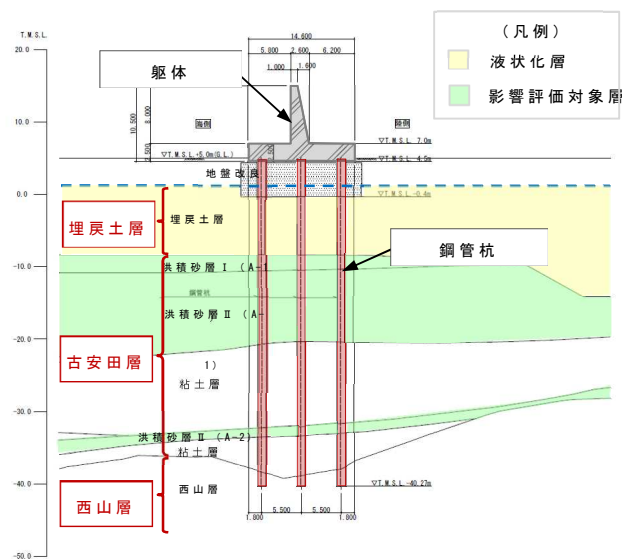 T.M.S.L.
20.0
10.0
0.0
-10.0
-20.0
-30.0
-40.0
-50.0
(凡例)
液状化層
影響評価対象層
14.600
5.800 2.600 6.200
1.000 1.600
躯体
10.500
8.000
2.500
海側
陸側
▽T.M.S.L.+5.0m(G.L.)
▽T.M.S.L. 7.0m
▽T.M.S.L. 4.5m
地盤改良
▽T.M.S.L.-0.4m
埋戻土層
埋戻土層
鋼管杭
洪積砂層Ⅰ (A-1
鋼管杭
洪積砂層Ⅱ (A-
1)
古安田層
粘土層
洪積砂層Ⅱ (A-2)
粘土層
西山層
西山層
▽T.M.S.L.-40.27m
5.500 5.500
1.800 1.800